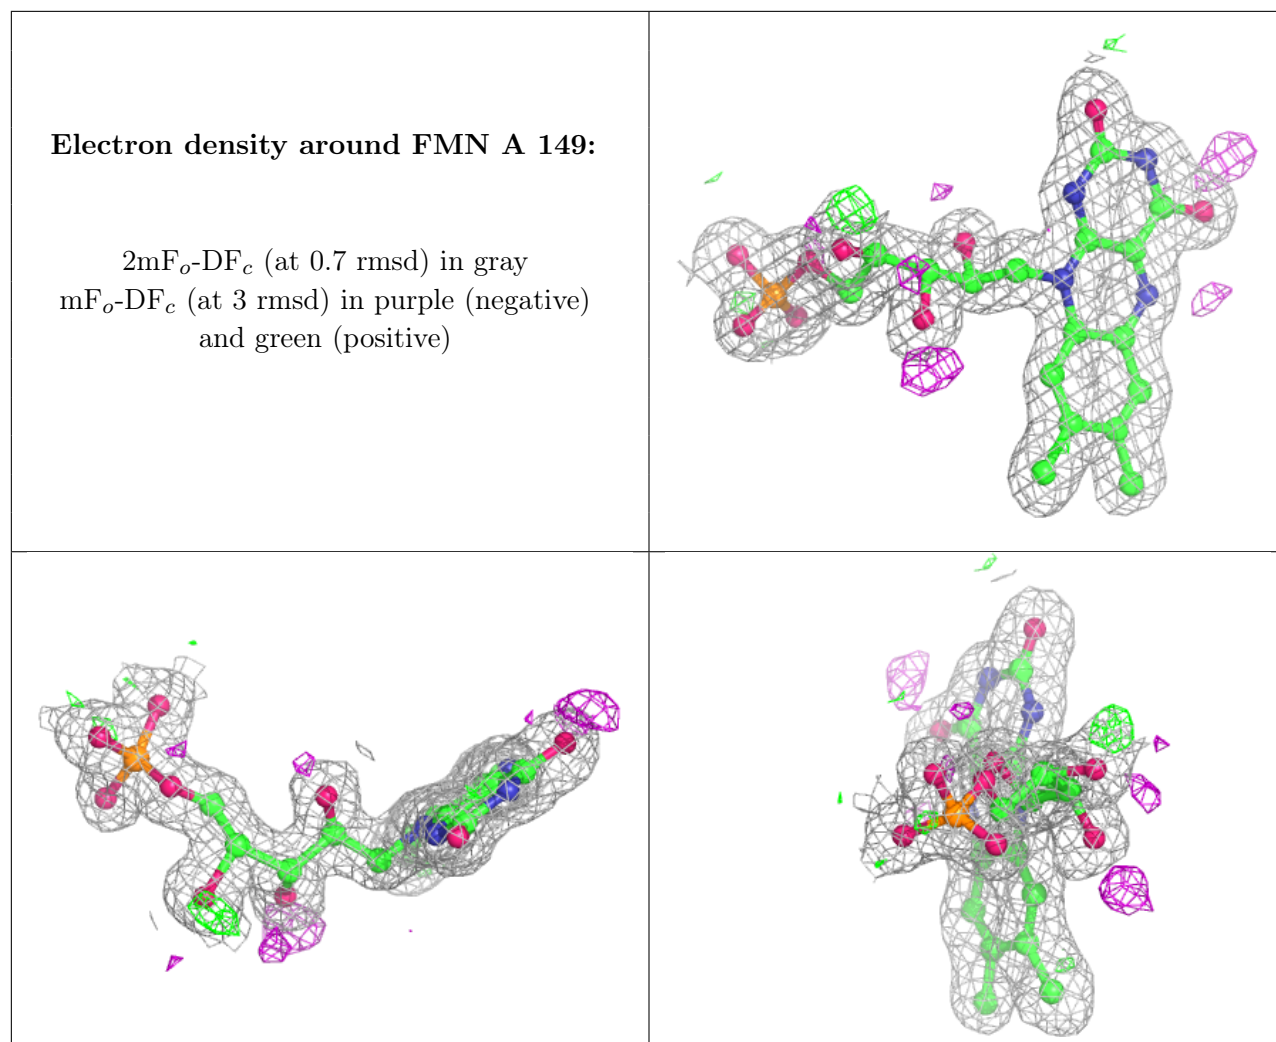 Electron density around FMN A 149:
2mFₒ-DF𝒸 (at 0.7 rmsd) in gray
mFₒ-DF𝒸 (at 3 rmsd) in purple (negative)
and green (positive)